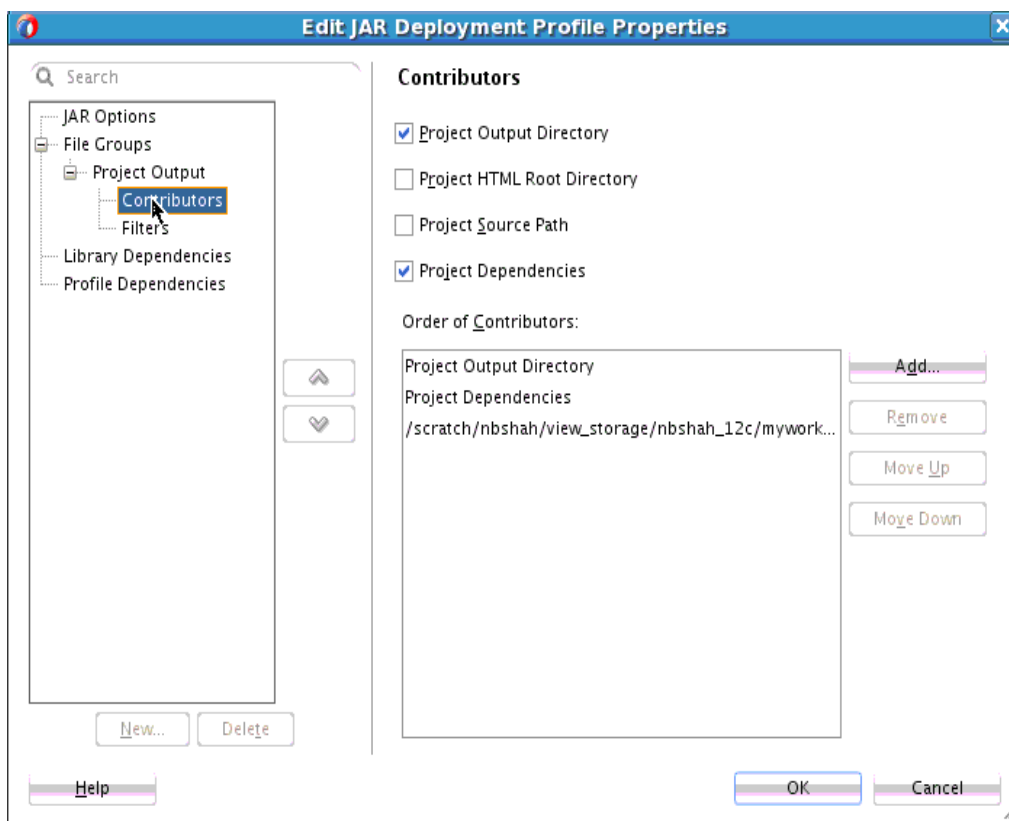 Edit JAR Deployment Profile Properties
Search
JAR Options
File Groups
Project Output
Contributors
Filters
Library Dependencies
Profile Dependencies
New...
Delete
Contributors
Project Output Directory
Project HTML Root Directory
Project Source Path
Project Dependencies
Order of Contributors:
Project Output Directory
Project Dependencies
/scratch/nbshah/view_storage/nbshah_12c/mywork...
Add...
Remove
Move Up
Move Down
Help
OK
Cancel